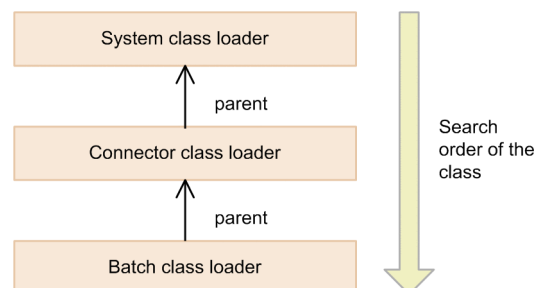 System class loader
parent
Connector class loader
Search
order of the
class
parent
Batch class loader